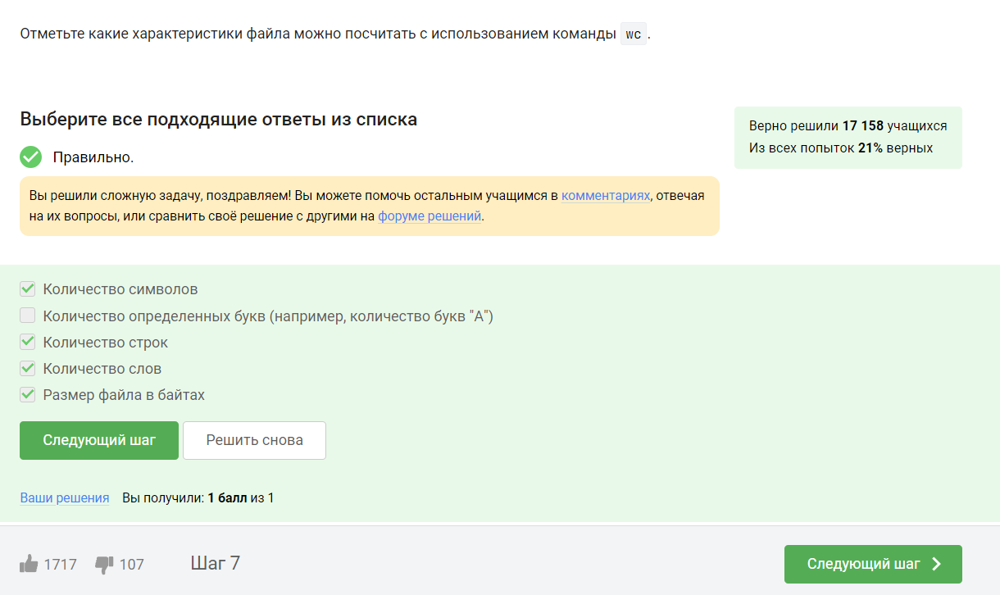 Отметьте какие характеристики файла можно посчитать с использованием команды wc.
Выберите все подходящие ответы из списка
Верно решили 17 158 учащихся
Из всех попыток 21% верных
Правильно.
Вы решили сложную задачу, поздравляем! Вы можете помочь остальным учащимся в комментариях, отвечая
на их вопросы, или сравнить своё решение с другими на форуме решений.
Количество символов
Количество определенных букв (например, количество букв "A")
Количество строк
Количество слов
Размер файла в байтах
Следующий шаг
Решить снова
Ваши решения Вы получили: 1 балл из 1
1717 107 Шаг 7 Следующий шаг